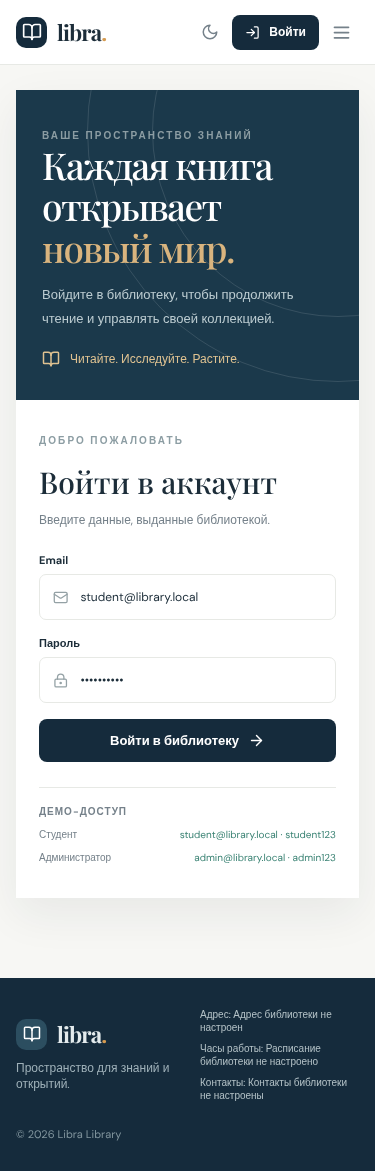 libra.
Войти
ВАШЕ ПРОСТРАНСТВО ЗНАНИЙ
Каждая книга
открывает
новый мир.
Войдите в библиотеку, чтобы продолжить
чтение и управлять своей коллекцией.
Читайте. Исследуйте. Растите.
ДОБРО ПОЖАЛОВАТЬ
Войти в аккаунт
Введите данные, выданные библиотекой.
Email
student@library.local
Пароль
••••••••••
Войти в библиотеку
ДЕМО-ДОСТУП
Студент student@library.local · student123
Администратор admin@library.local · admin123
libra.
Пространство для знаний и
открытий.
Адрес: Адрес библиотеки не
настроен
Часы работы: Расписание
библиотеки не настроено
Контакты: Контакты библиотеки
не настроены
© 2026 Libra Library